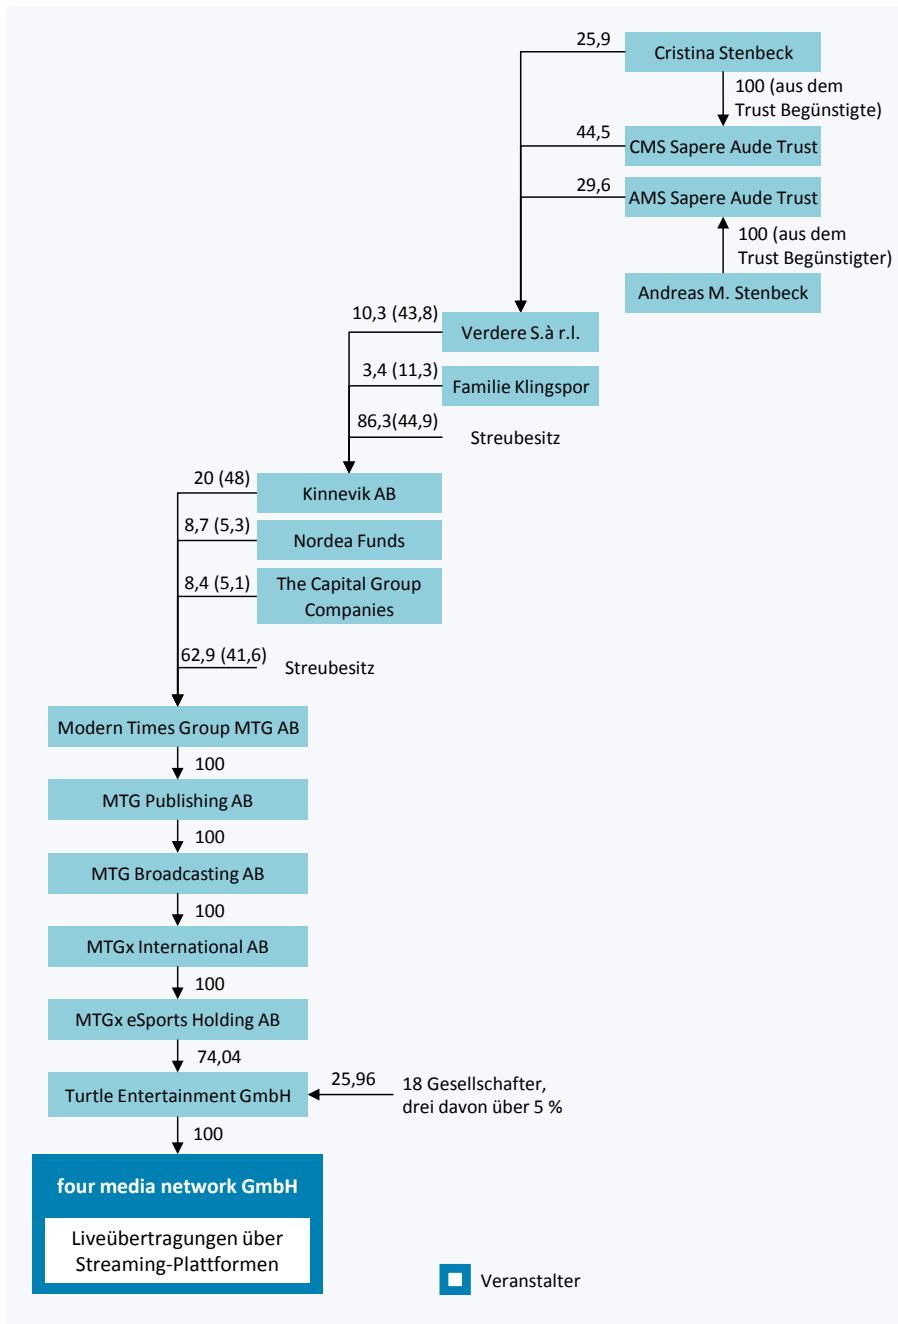 25,9
Cristina Stenbeck
100 (aus dem
Trust Begünstigte)
44,5
CMS Sapere Aude Trust
29,6
AMS Sapere Aude Trust
100 (aus dem
Trust Begünstigter)
Andreas M. Stenbeck
10,3 (43,8)
Verdere S.à r.l.
3,4 (11,3)
Familie Klingspor
86,3(44,9)
Streubesitz
20 (48)
Kinnevik AB
8,7 (5,3)
Nordea Funds
8,4 (5,1)
The Capital Group
Companies
62,9 (41,6)
Streubesitz
Modern Times Group MTG AB
100
MTG Publishing AB
100
MTG Broadcasting AB
100
MTGx International AB
100
MTGx eSports Holding AB
74,04
Turtle Entertainment GmbH
25,96
18 Gesellschafter,
drei davon über 5 %
100
four media network GmbH
Liveübertragungen über
Streaming-Plattformen
Veranstalter